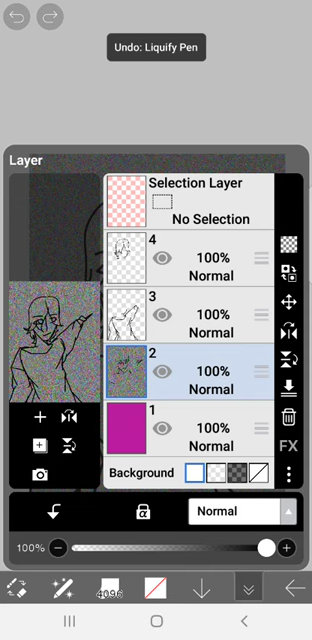 Undo: Liquify Pen
Layer
Selection Layer
No Selection
4
100%
Normal
3
100%
Normal
2
100%
Normal
1
100%
Normal
Background
FX
α
Normal
100%
4096